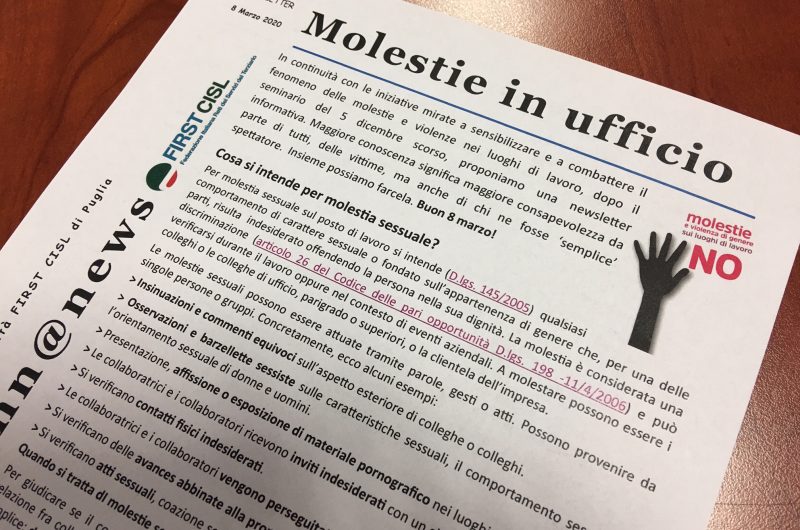 8 Marzo 2020
Molestie in ufficio
FIRST CISL
Federazione Italiana Reti dei Servizi del Terziario
FIRST CISL di Puglia
nn@news
In continuità con le iniziative mirate a sensibilizzare e a combattere il
fenomeno delle molestie e violenze nei luoghi di lavoro, dopo il
seminario del 5 dicembre scorso, proponiamo una newsletter
informativa. Maggiore conoscenza significa maggiore consapevolezza da
parte di tutti, delle vittime, ma anche di chi ne fosse ‘semplice’
spettatore. Insieme possiamo farcela. Buon 8 marzo!
molestie
e violenza di genere
sui luoghi di lavoro
NO
Cosa si intende per molestia sessuale?
Per molestia sessuale sul posto di lavoro si intende (D.lgs. 145/2005) qualsiasi
comportamento di carattere sessuale o fondato sull’appartenenza di genere che, per una delle
parti, risulta indesiderato offendendo la persona nella sua dignità. La molestia è considerata una
discriminazione (articolo 26 del Codice delle pari opportunità D.lgs. 198 -11/4/2006) e può
verificarsi durante il lavoro oppure nel contesto di eventi aziendali. A molestare possono essere i
colleghi o le colleghe di ufficio, parigrado o superiori, o la clientela dell’impresa.
Le molestie sessuali possono essere attuate tramite parole, gesti o atti. Possono provenire da
singole persone o gruppi. Concretamente, ecco alcuni esempi:
> Insinuazioni e commenti equivoci sull’aspetto esteriore di colleghe o colleghi.
> Osservazioni e barzellette sessiste sulle caratteristiche sessuali, il comportamento
l’orientamento sessuale di donne e uomini.
> Presentazione, affissione o esposizione di materiale pornografico nei
> Le collaboratrici e i collaboratori ricevono inviti indesiderati con un
> Si verificano contatti fisici indesiderati.
> Le collaboratrici e i collaboratori vengono
> Si verificano delle avances abbinate alla
> Si verificano atti sessuali, coazione
Quando si tratta di molestie
Per giudicare se il